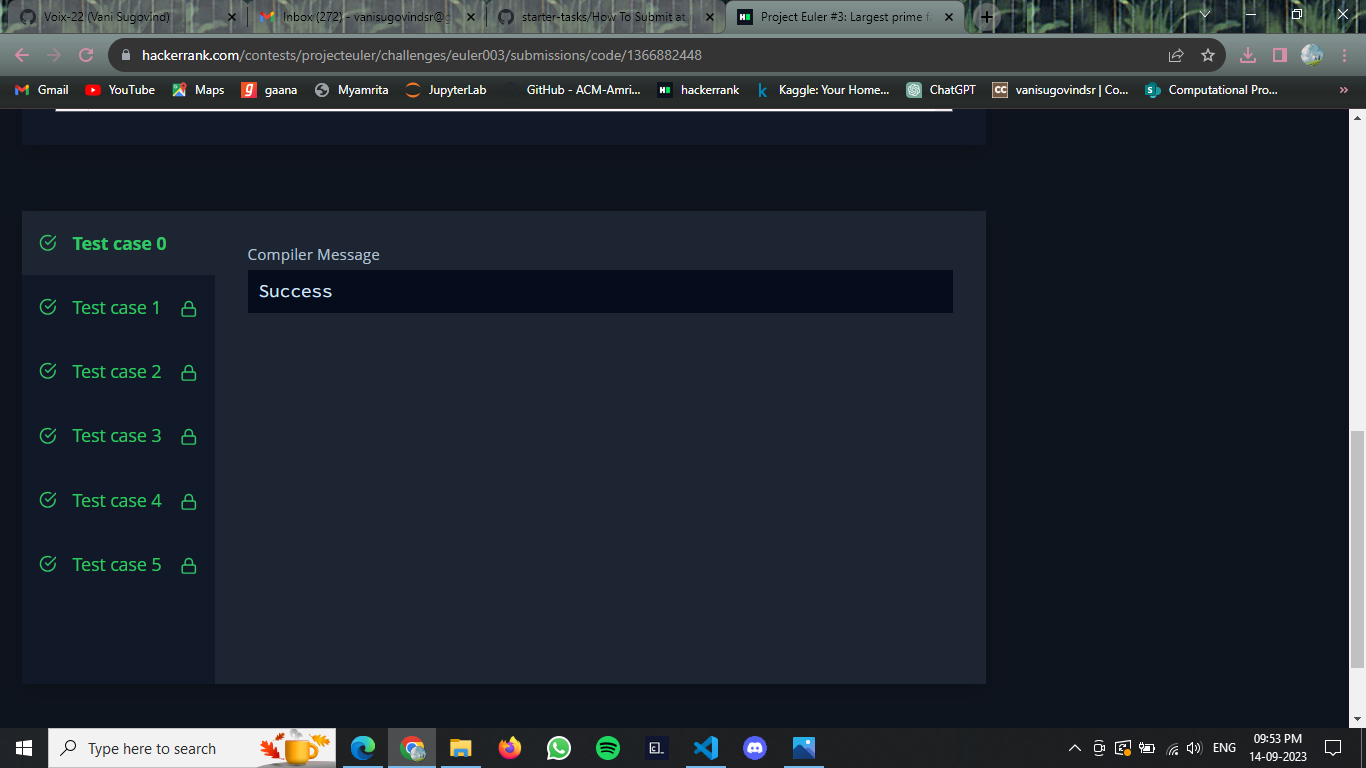 Voix-22 (Vani Sugovind)
Inbox (272) - vanisugovindsr@g
starter-tasks/How To Submit at
Project Euler #3: Largest prime f
hackerrank.com/contests/projecteuler/challenges/euler003/submissions/code/1366882448
Gmail
YouTube
Maps
gaana
Myamrita
JupyterLab
GitHub - ACM-Amri...
hackerrank
Kaggle: Your Home...
ChatGPT
CC
vanisugovindsr | Co...
Computational Pro...
»
Test case 0
Compiler Message
Success
Test case 1
Test case 2
Test case 3
Test case 4
Test case 5
Type here to search
ENG
09:53 PM
14-09-2023